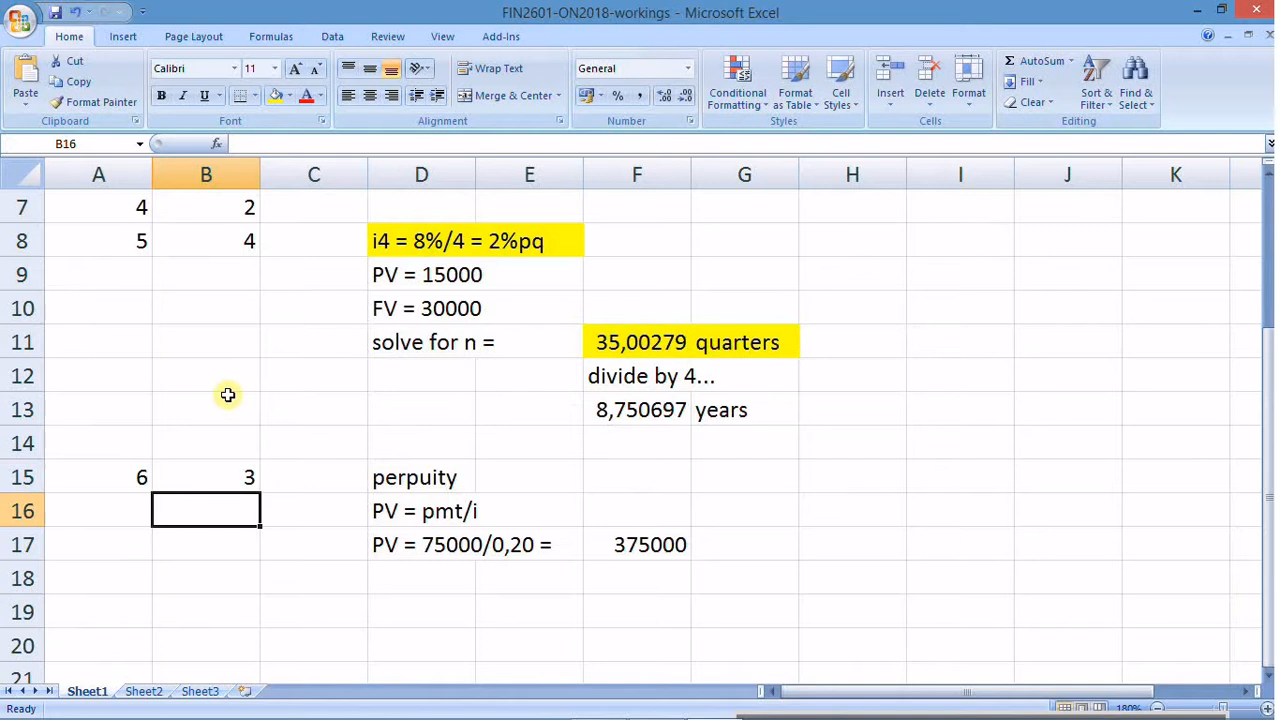 FIN2601-ON2018-workings - Microsoft Excel
Home Insert Page Layout Formulas Data Review View Add-Ins
Paste
Cut
Copy
Format Painter
Clipboard
Calibri 11
B I U A A A
Font
Wrap Text
Merge & Center
Alignment
General
% ,
Number
Conditional Formatting
Format as Table
Cell Styles
Styles
Insert Delete Format
Cells
Σ AutoSum
Fill
Clear
Sort & Filter
Find & Select
Editing
B16 fx
A B C D E F G H I J K
7 4 2
8 5 4 i4 = 8%/4 = 2%pq
9 PV = 15000
10 FV = 30000
11 solve for n = 35,00279 quarters
12 divide by 4...
13 8,750697 years
14
15 6 3 perpuity
16 PV = pmt/i
17 PV = 75000/0,20 = 375000
18
19
20
21
Sheet1 Sheet2 Sheet3
Ready 180%